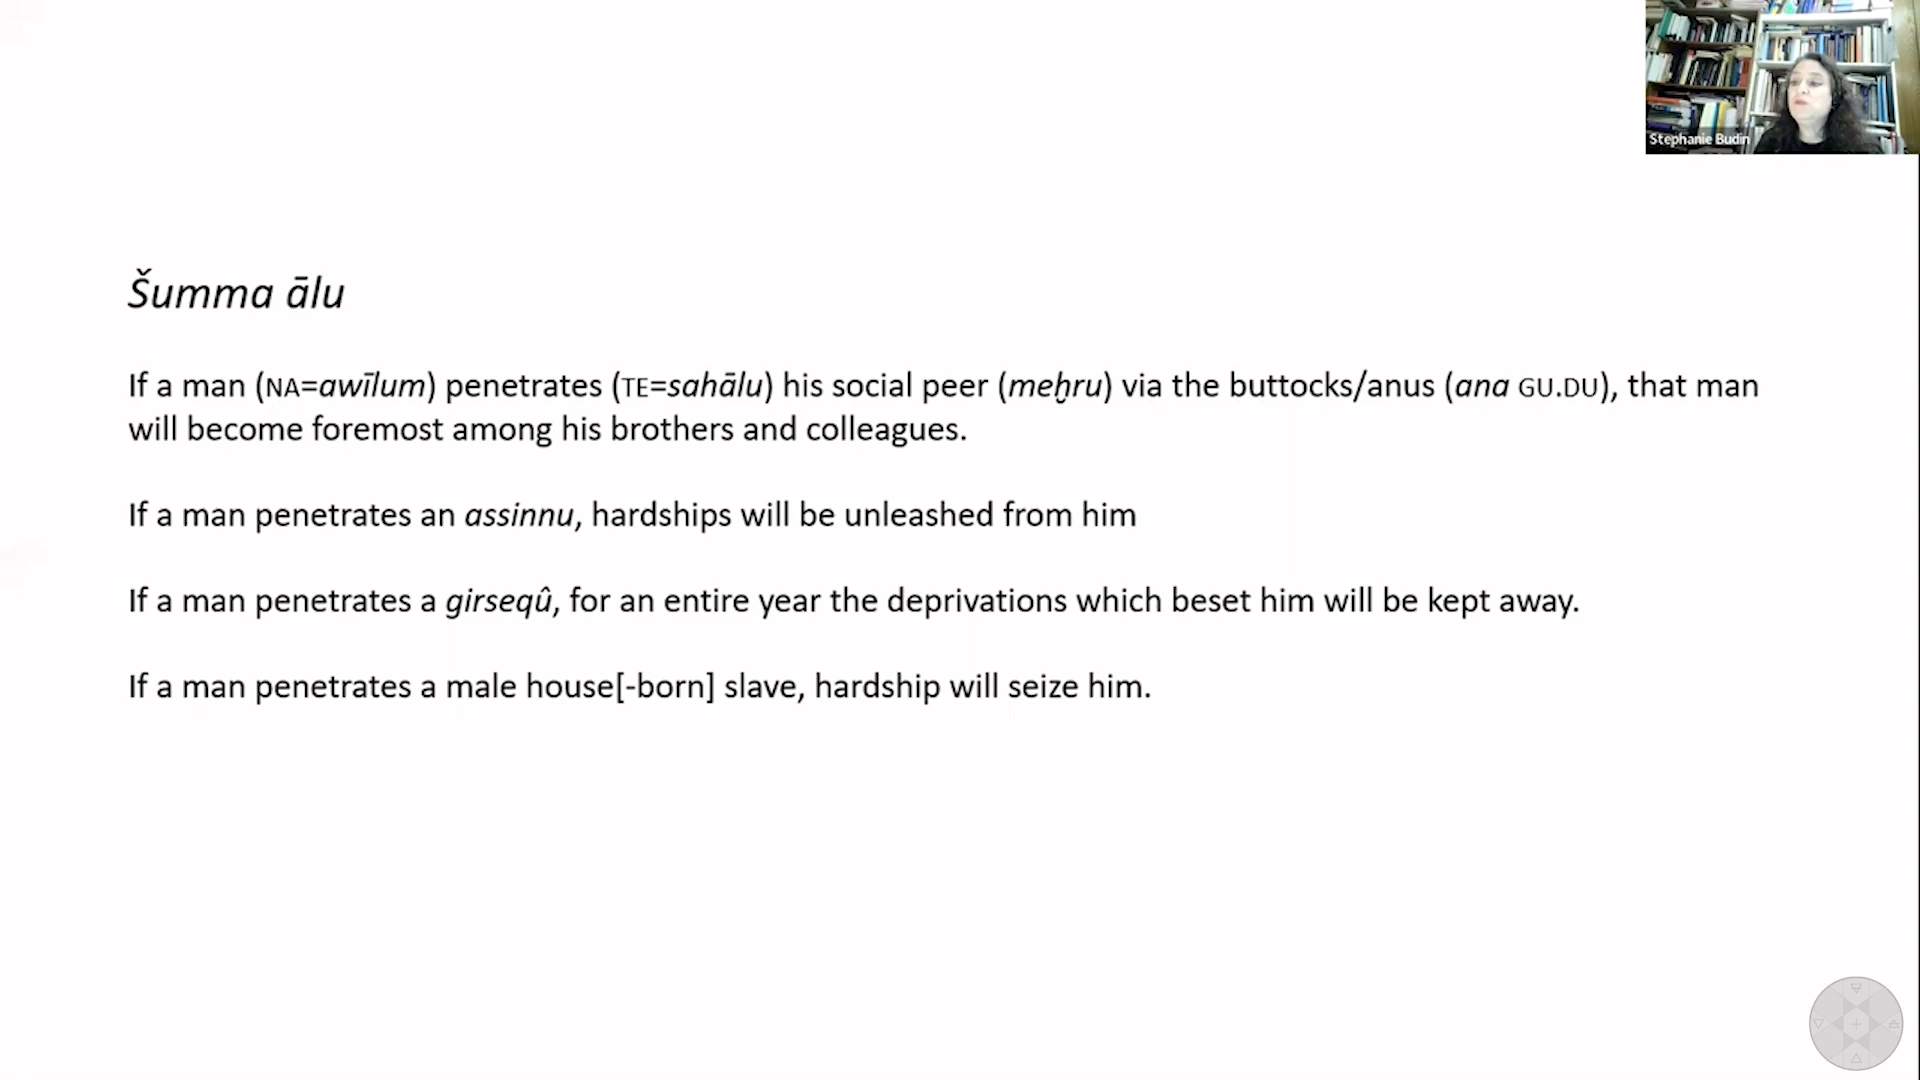 Stephanie Budin
Šumma ālu
If a man (NA=awīlum) penetrates (TE=sahālu) his social peer (meḫru) via the buttocks/anus (ana GU.DU), that man
will become foremost among his brothers and colleagues.
If a man penetrates an assinnu, hardships will be unleashed from him
If a man penetrates a girseqû, for an entire year the deprivations which beset him will be kept away.
If a man penetrates a male house[-born] slave, hardship will seize him.